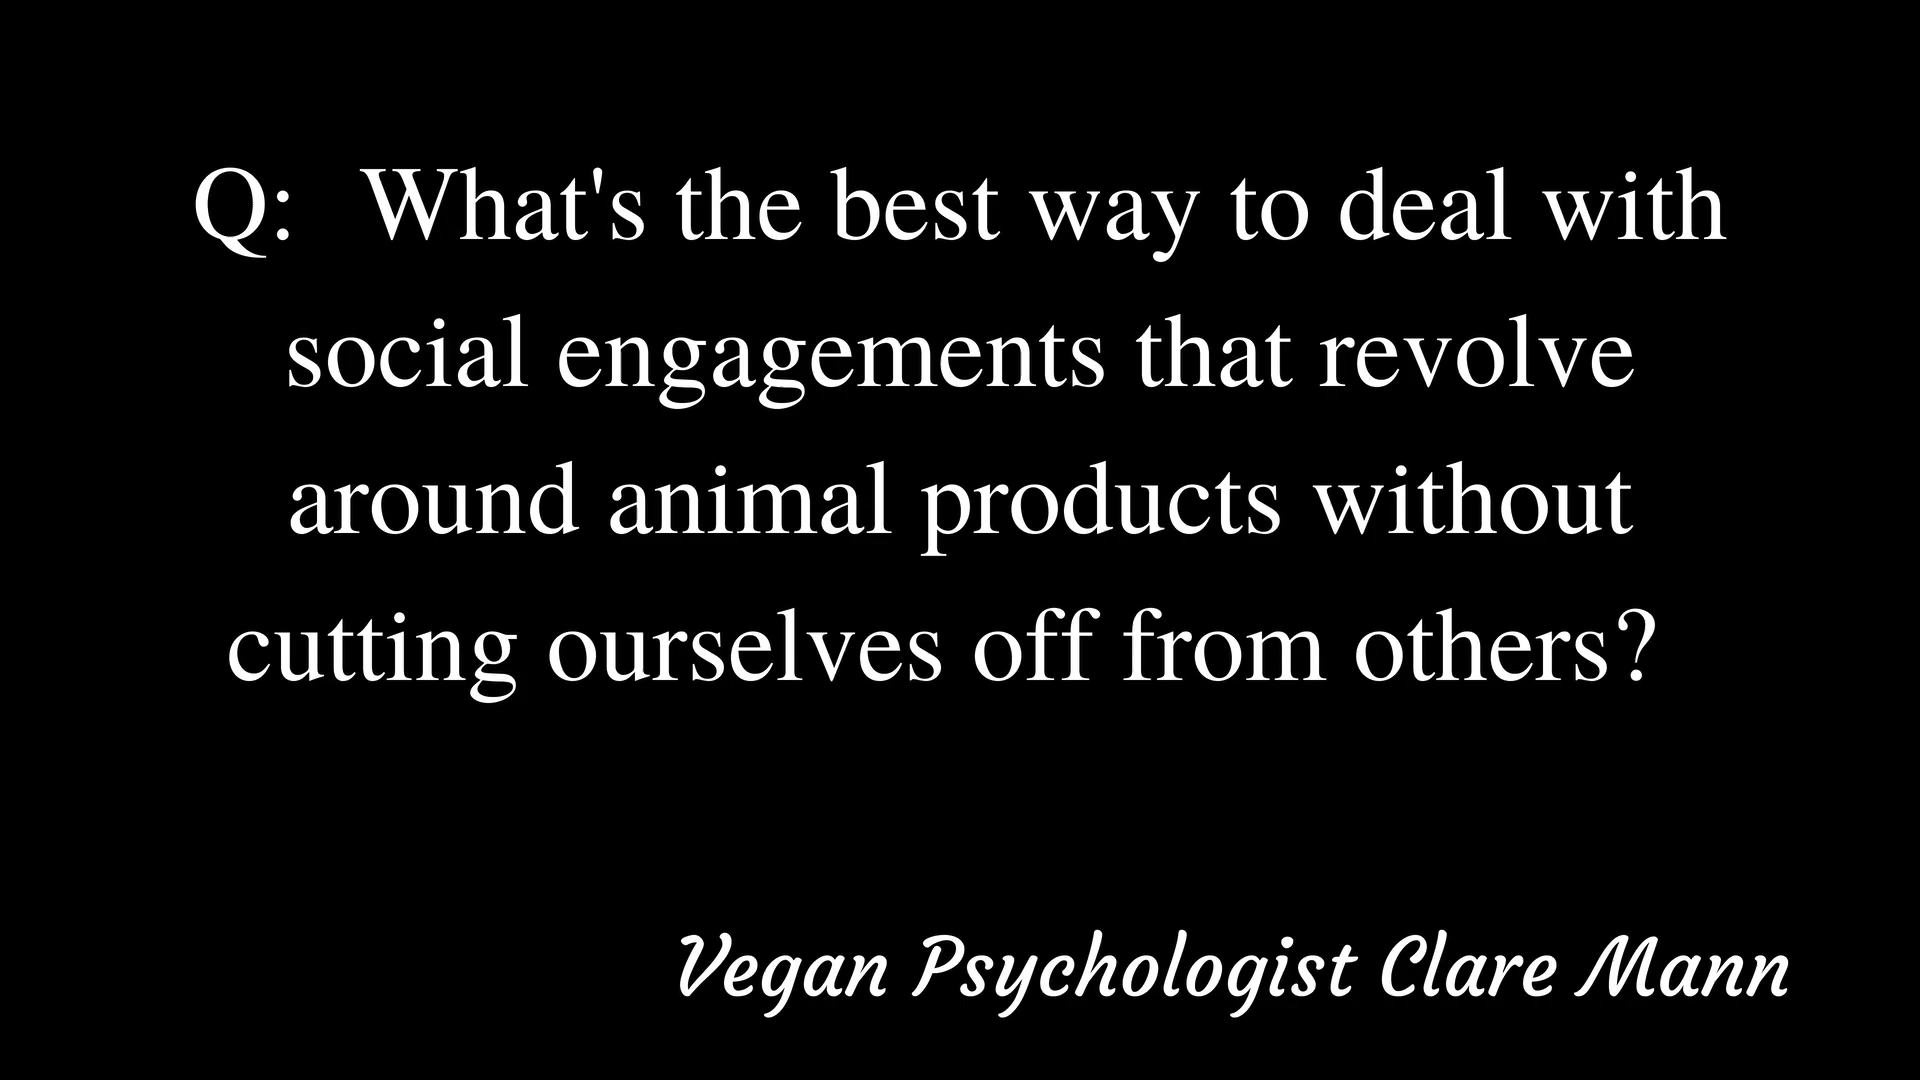 Q:  What's the best way to deal with
social engagements that revolve
around animal products without
cutting ourselves off from others?
Vegan Psychologist Clare Mann